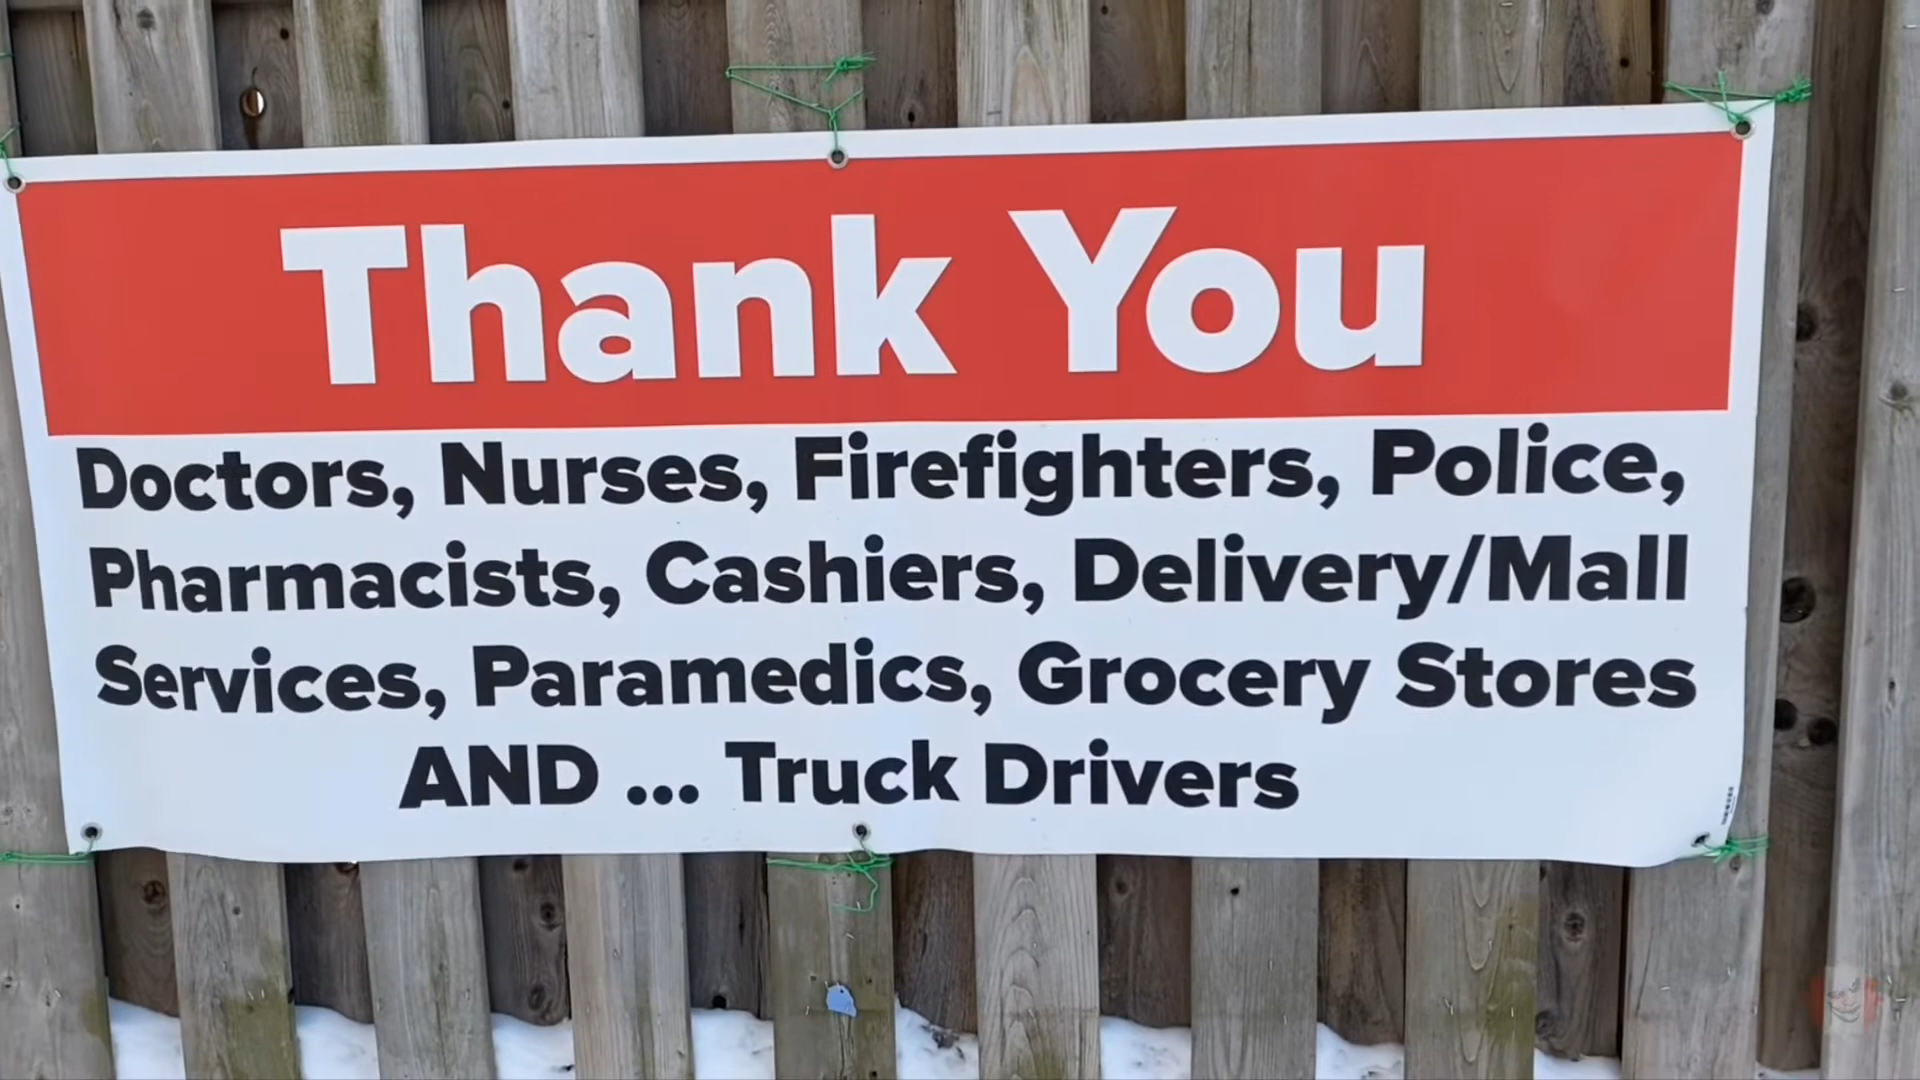 Thank You
Doctors, Nurses, Firefighters, Police,
Pharmacists, Cashiers, Delivery/Mall
Services, Paramedics, Grocery Stores
AND ... Truck Drivers